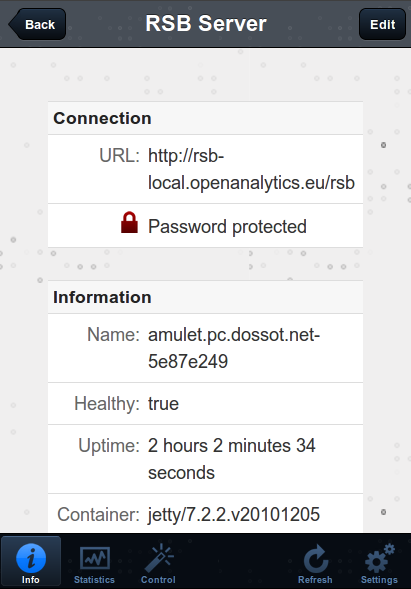 Back
RSB Server
Edit
Connection
URL: http://rsb-
local.openanalytics.eu/rsb
Password protected
Information
Name: amulet.pc.dossot.net-
5e87e249
Healthy: true
Uptime: 2 hours 2 minutes 34
seconds
Container: jetty/7.2.2.v20101205
Info
Statistics
Control
Refresh
Settings